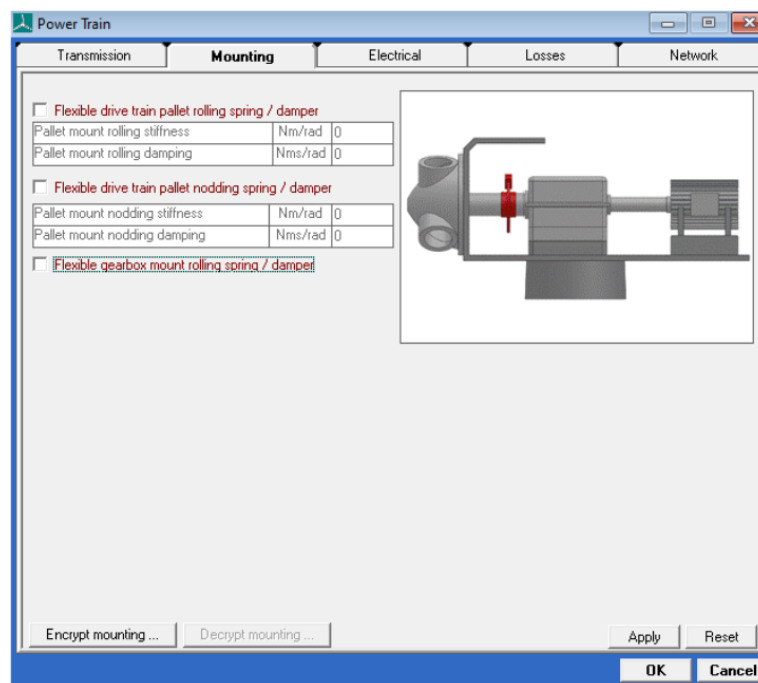 Power Train
Transmission Mounting Electrical Losses Network
Flexible drive train pallet rolling spring / damper
Pallet mount rolling stiffness Nm/rad 0
Pallet mount rolling damping Nms/rad 0
Flexible drive train pallet nodding spring / damper
Pallet mount nodding stiffness Nm/rad 0
Pallet mount nodding damping Nms/rad 0
Flexible gearbox mount rolling spring / damper
Encrypt mounting ... Decrypt mounting ... Apply Reset
OK Cancel